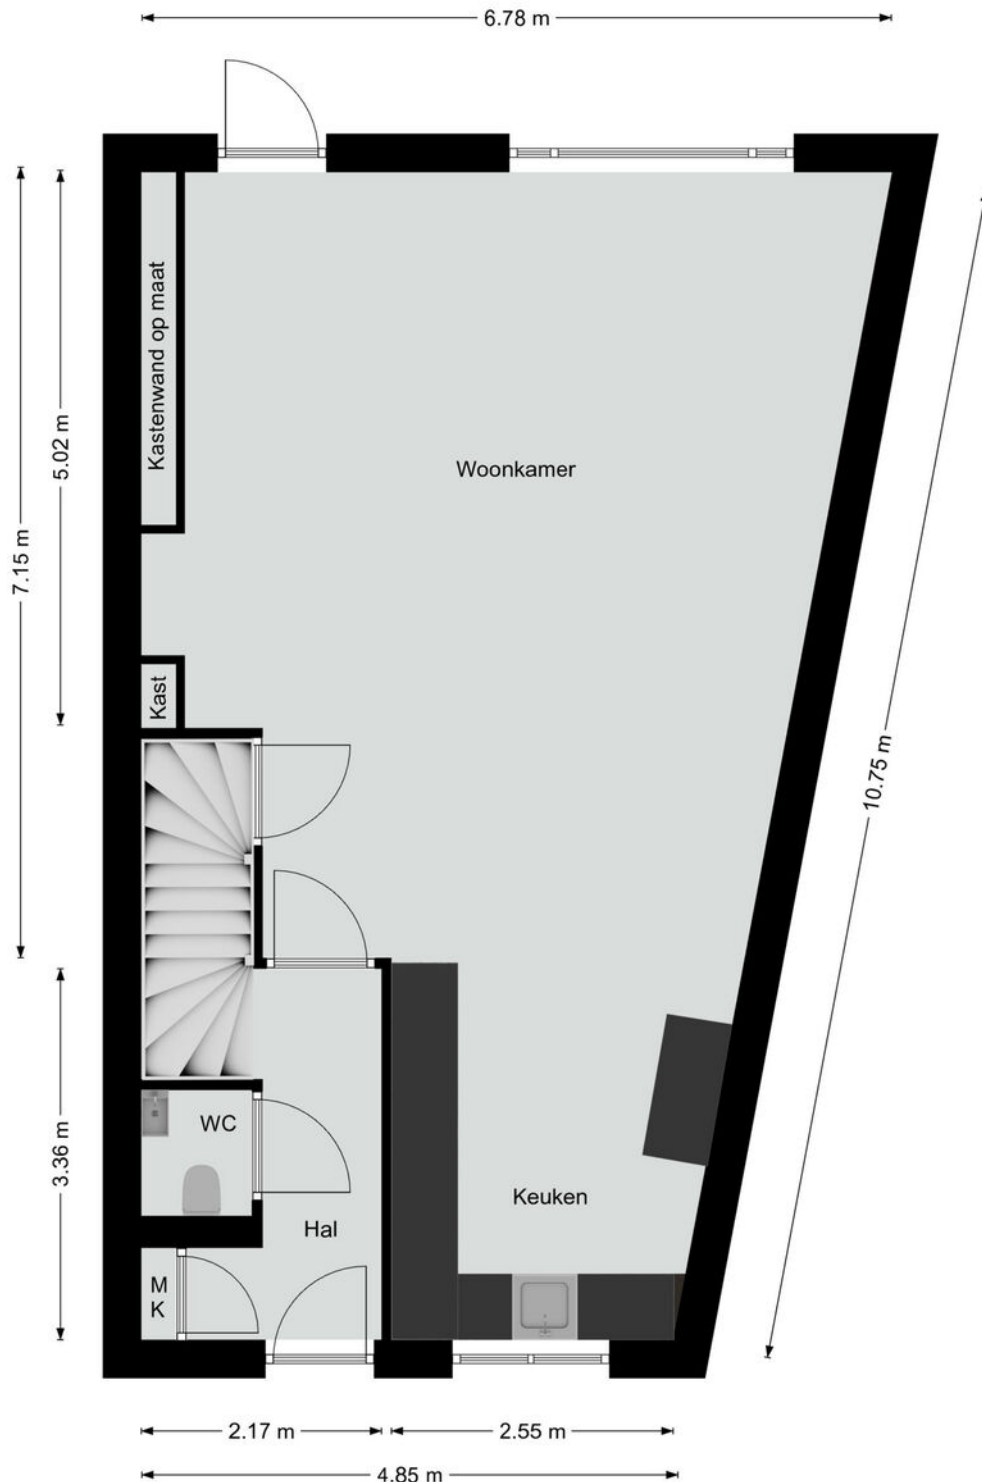 6.78 m
Kastenwand op maat
5.02 m
Woonkamer
7.15 m
Kast
10.75 m
WC
3.36 m
Keuken
Hal
M
K
2.17 m
2.55 m
4.85 m